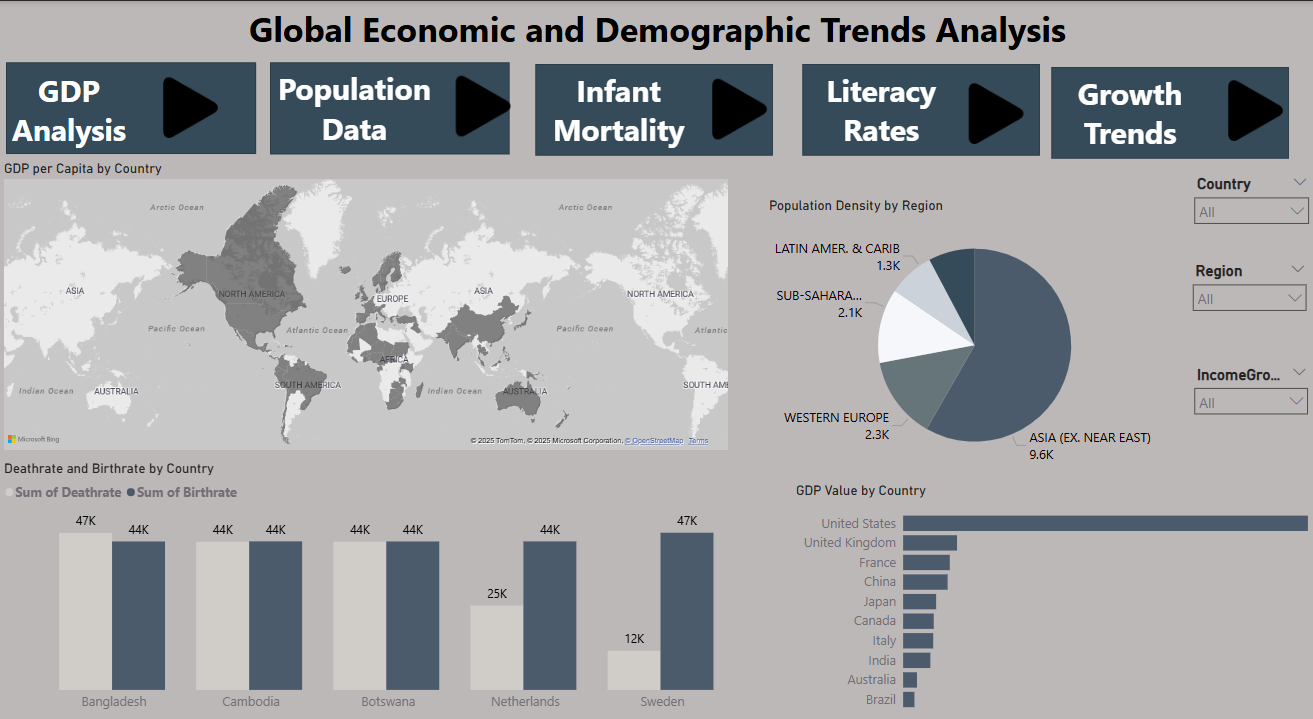 Global Economic and Demographic Trends Analysis
GDP
Analysis
Population
Data
Infant
Mortality
Literacy
Rates
Growth
Trends
GDP per Capita by Country
Arctic Ocean
Arctic Ocean
ASIA
NORTH AMERICA
EUROPE
ASIA
NORTH AMERICA
Pacific Ocean
Atlantic Ocean
Pacific Ocean
Atlantic
AFRICA
Indian Ocean
AUSTRALIA
SOUTH AMERICA
Indian Ocean
AUSTRALIA
SOUTH AME
Microsoft Bing
© 2025 TomTom, © 2025 Microsoft Corporation, © OpenStreetMap Terms
Population Density by Region
LATIN AMER. & CARIB
1.3K
SUB-SAHARA...
2.1K
WESTERN EUROPE
2.3K
ASIA (EX. NEAR EAST)
9.6K
Country
All
Region
All
IncomeGro...
All
Deathrate and Birthrate by Country
Sum of Deathrate Sum of Birthrate
47K
44K
44K
44K
44K
44K
25K
44K
12K
47K
Bangladesh
Cambodia
Botswana
Netherlands
Sweden
GDP Value by Country
United States
United Kingdom
France
China
Japan
Canada
Italy
India
Australia
Brazil